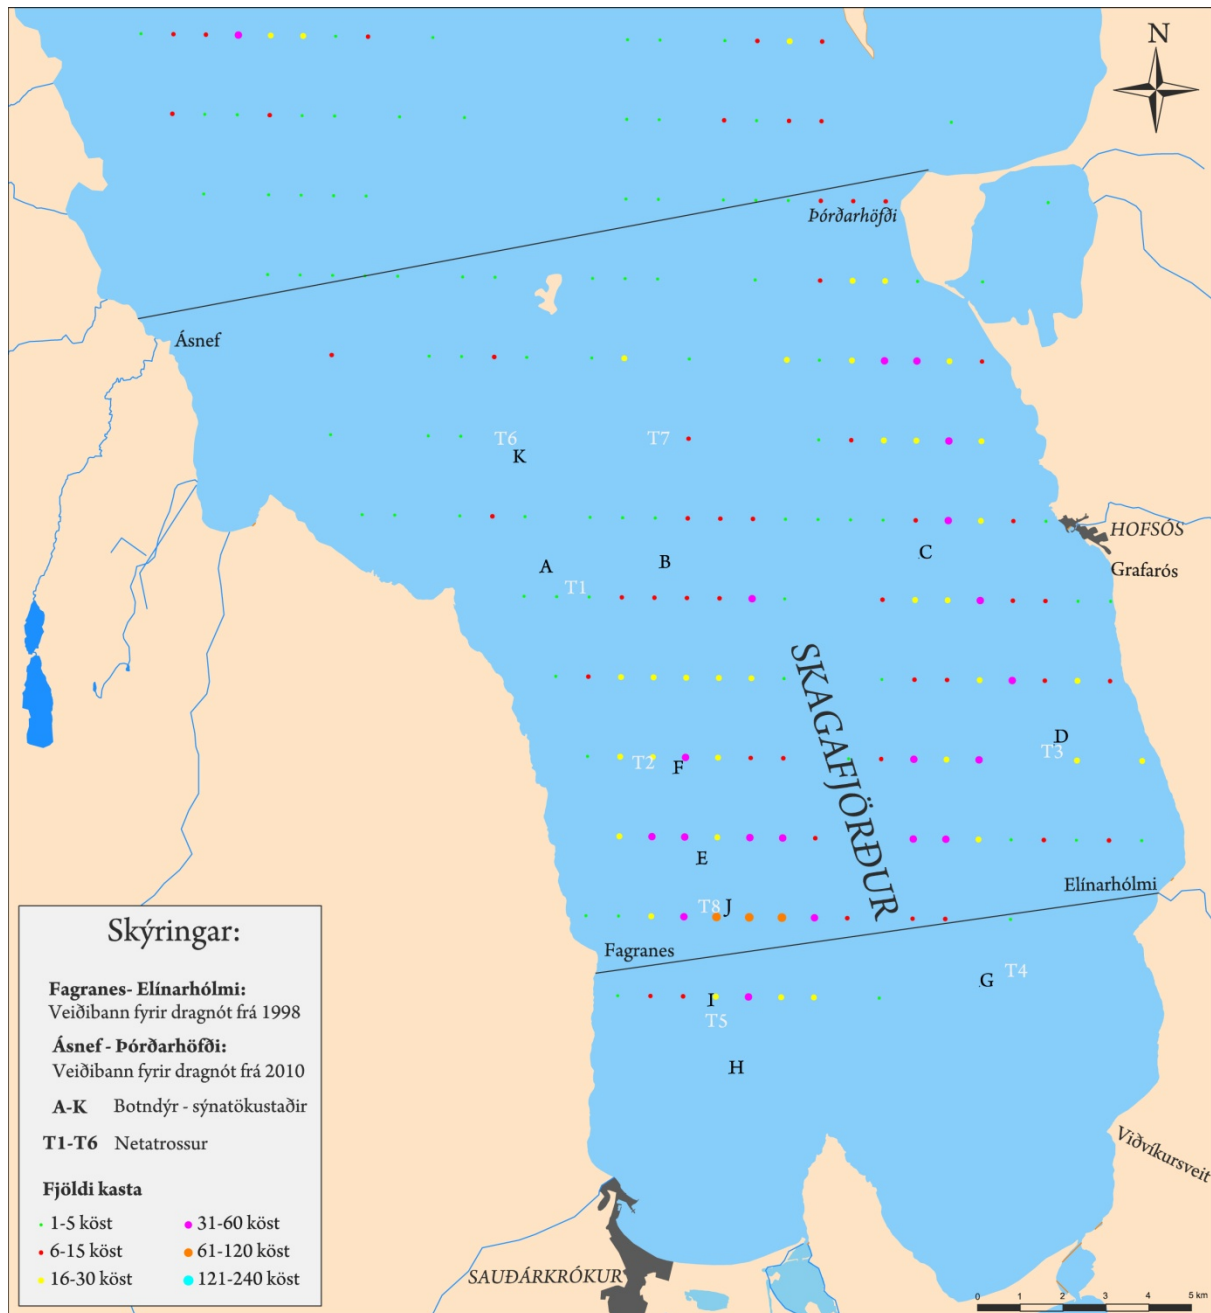 N
Þórðarhöfði
Ásnef
T6
T7
K
HOFSÓS
C
A
B
Grafarós
T1
SKAGAFJÖRÐUR
D
T2
T3
F
E
Elínarhólmi
T8
J
Fagranes
G
T4
I
T5
H
Viðvíkursveit
SAUÐÁRKRÓKUR
Skýringar:
Fagranes- Elínarhólmi:
Veiðibann fyrir dragnót frá 1998
Ásnef - Þórðarhöfði:
Veiðibann fyrir dragnót frá 2010
A-K Botndýr - sýnatökustaðir
T1-T6 Netatrossur
Fjöldi kasta
1-5 köst 31-60 köst
6-15 köst 61-120 köst
16-30 köst 121-240 köst
0 1 2 3 4 5 km